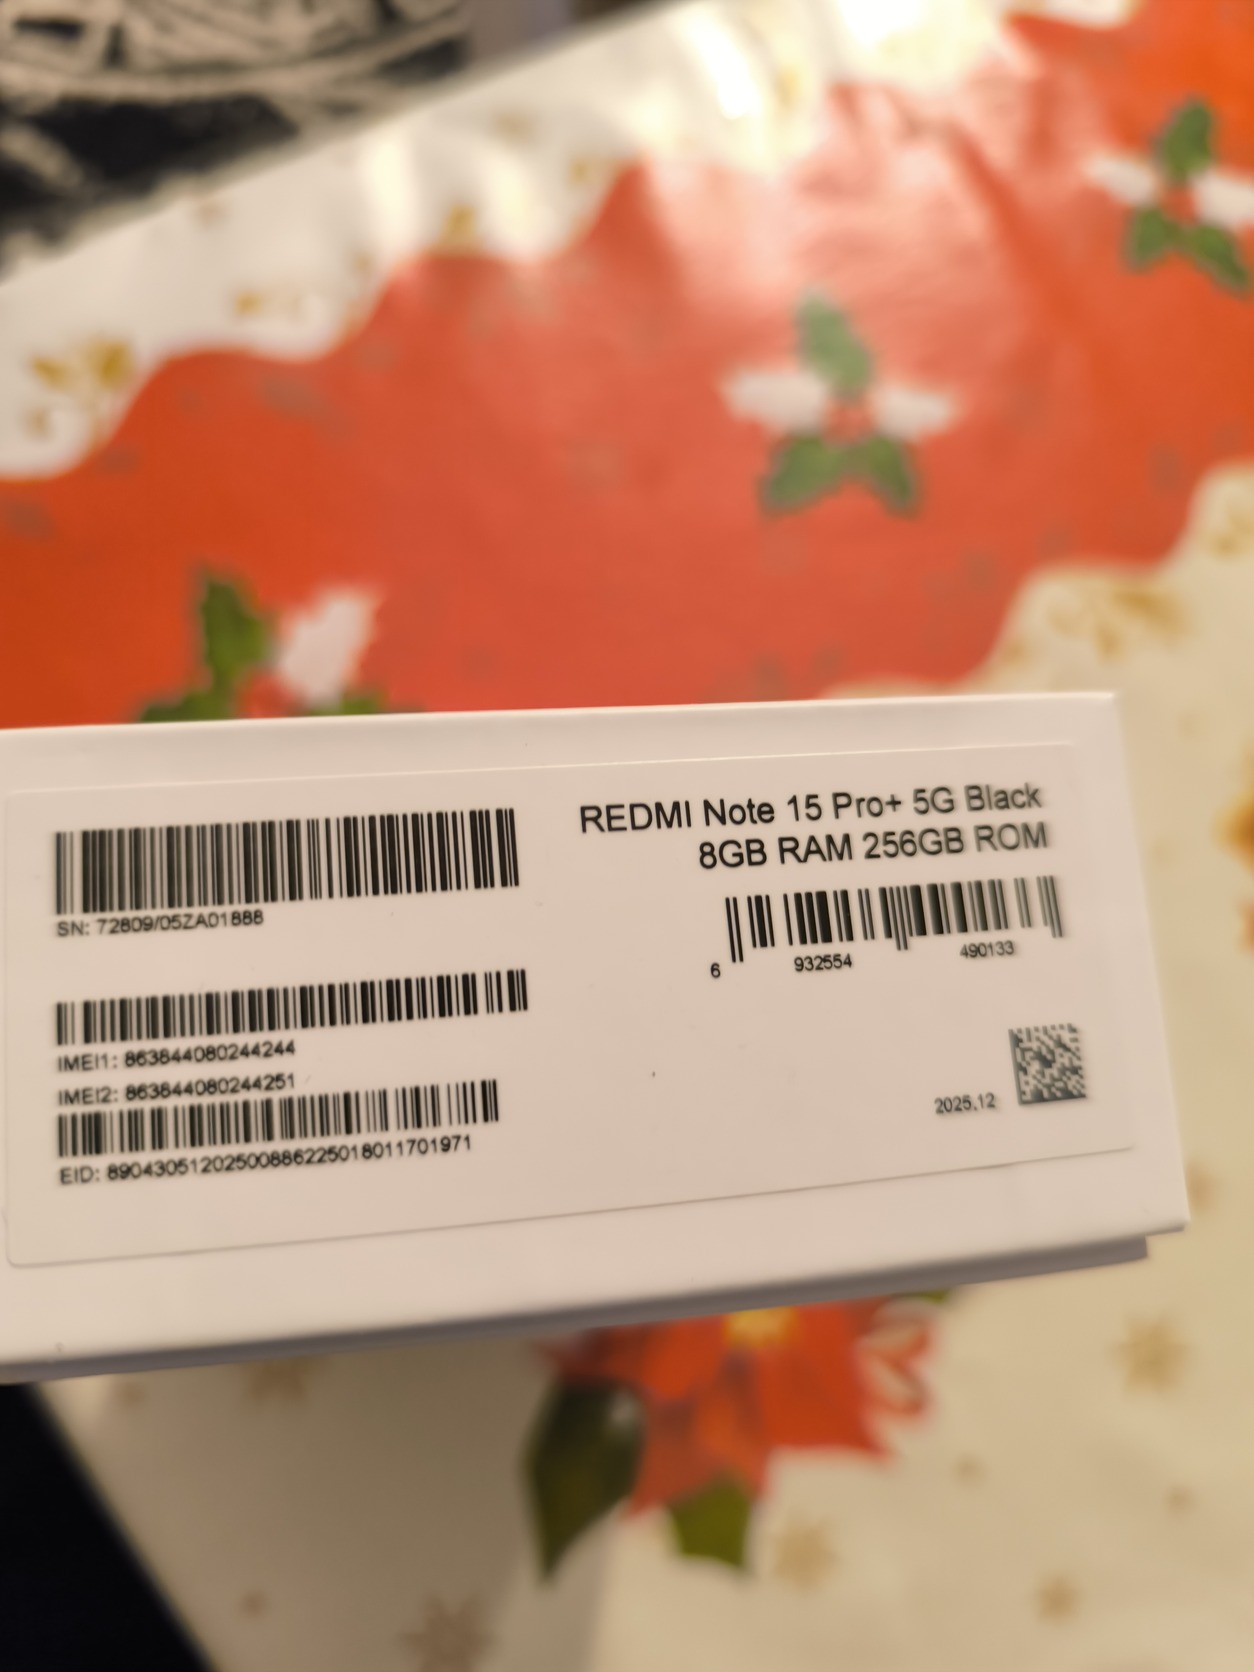 REDMI Note 15 Pro+ 5G Black
8GB RAM 256GB ROM
SN: 72809/05ZA01888
6 932554 490133
IMEI1: 863844080244244
IMEI2: 863844080244251
EID: 89043051202500886225018011701971
2025.12